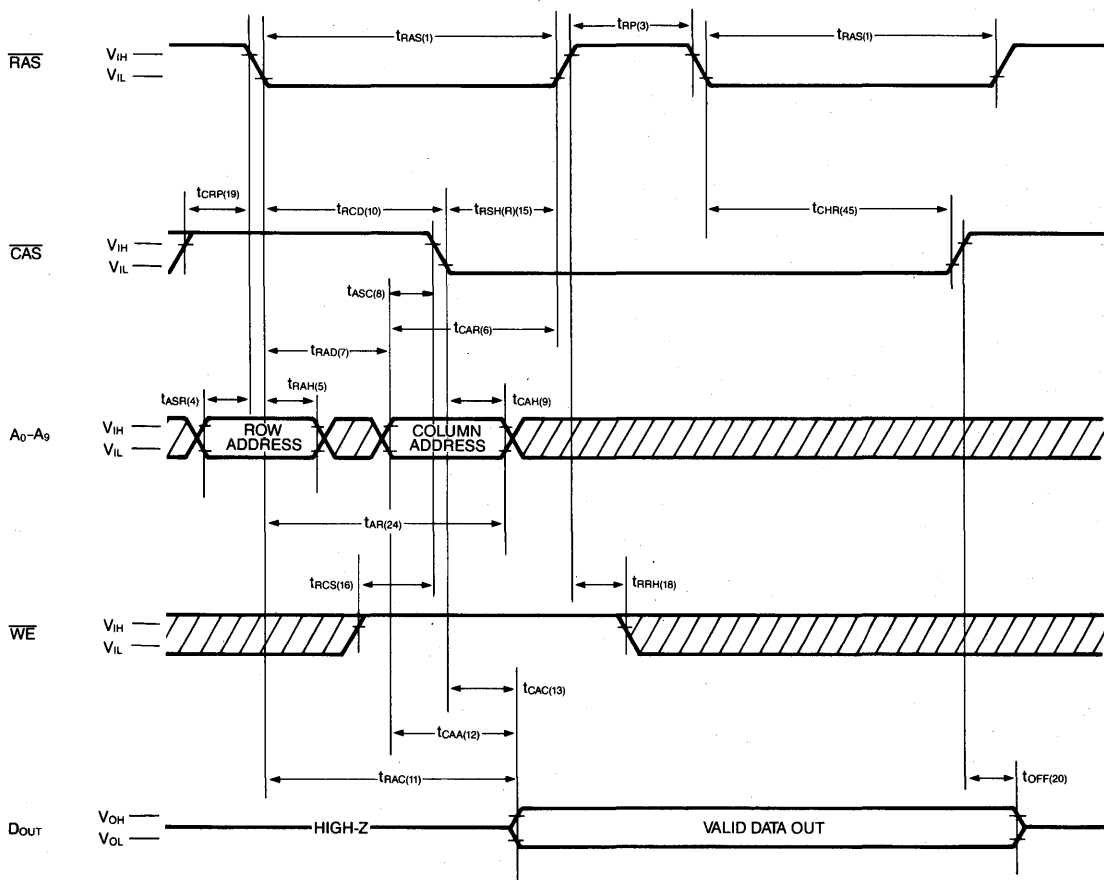 tRP(3)
tRAS(1) tRAS(1)
RAS VIH
VIL
tCRP(19) tRCD(10) tRSH(R)(15) tCHR(45)
CAS VIH
VIL
tASC(8)
tCAR(6)
tRAD(7)
tASR(4) tRAH(5) tCAH(9)
A0–A9 VIH
VIL
ROW
ADDRESS
COLUMN
ADDRESS
tAR(24)
tRCS(16) tRRH(18)
WE VIH
VIL
tCAC(13)
tCAA(12)
tRAC(11) tOFF(20)
DOUT VOH
VOL
HIGH-Z VALID DATA OUT